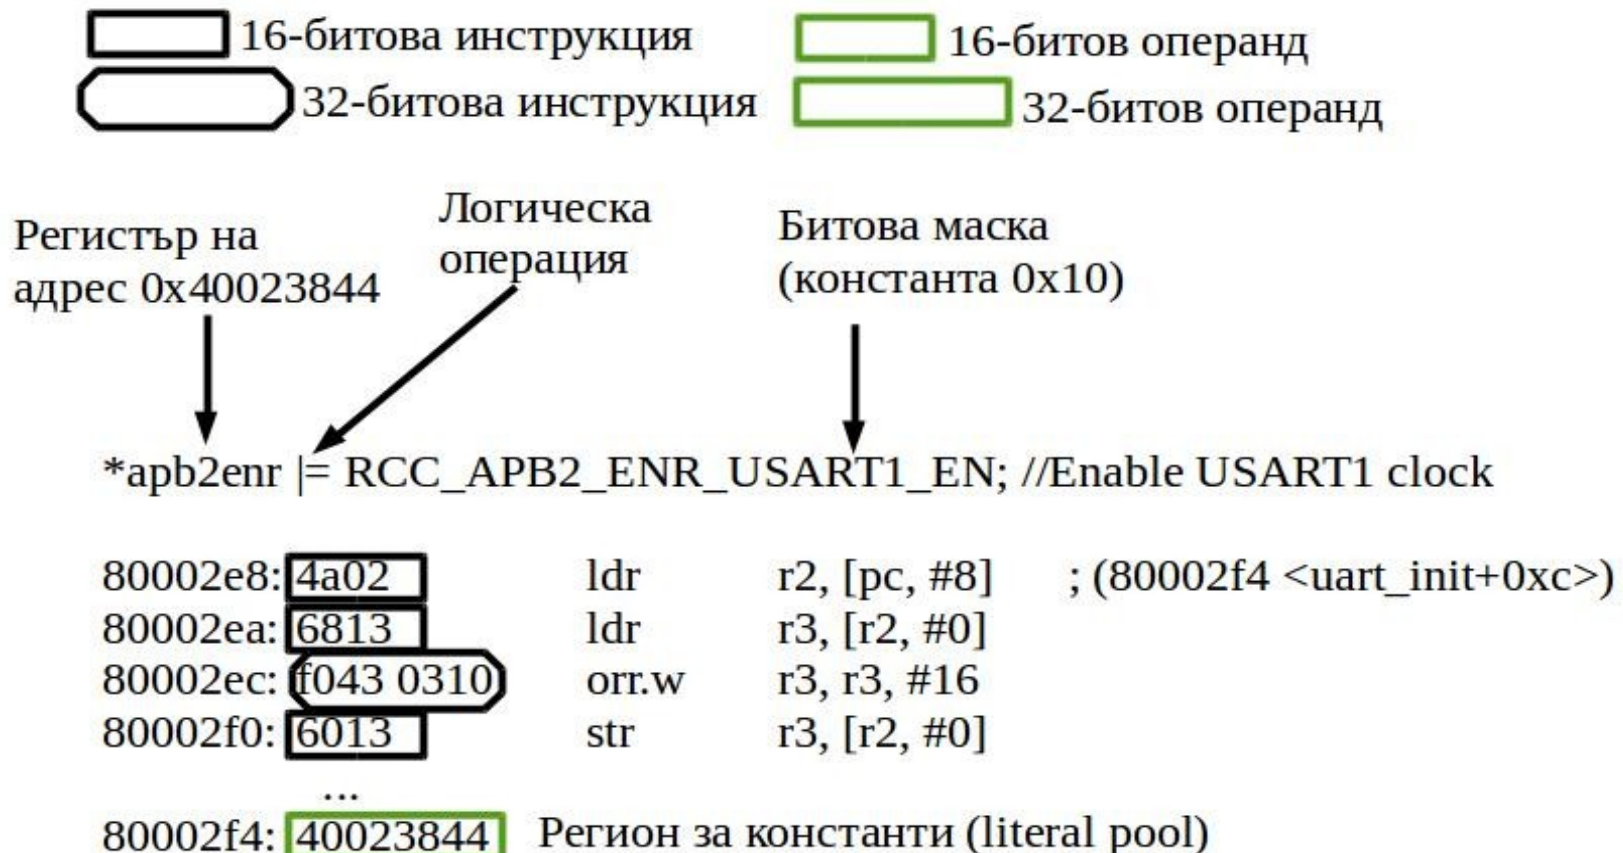 16-битова инструкция
16-битов операнд
32-битова инструкция
32-битов операнд
Регистър на
адрес 0x40023844
Логическа
операция
Битова маска
(константа 0x10)
*apb2enr |= RCC_APB2_ENR_USART1_EN; //Enable USART1 clock
80002e8: 4a02 ldr r2, [pc, #8] ; (80002f4 <uart_init+0xc>)
80002ea: 6813 ldr r3, [r2, #0]
80002ec: f043 0310 orr.w r3, r3, #16
80002f0: 6013 str r3, [r2, #0]
...
80002f4: 40023844 Регион за константи (literal pool)